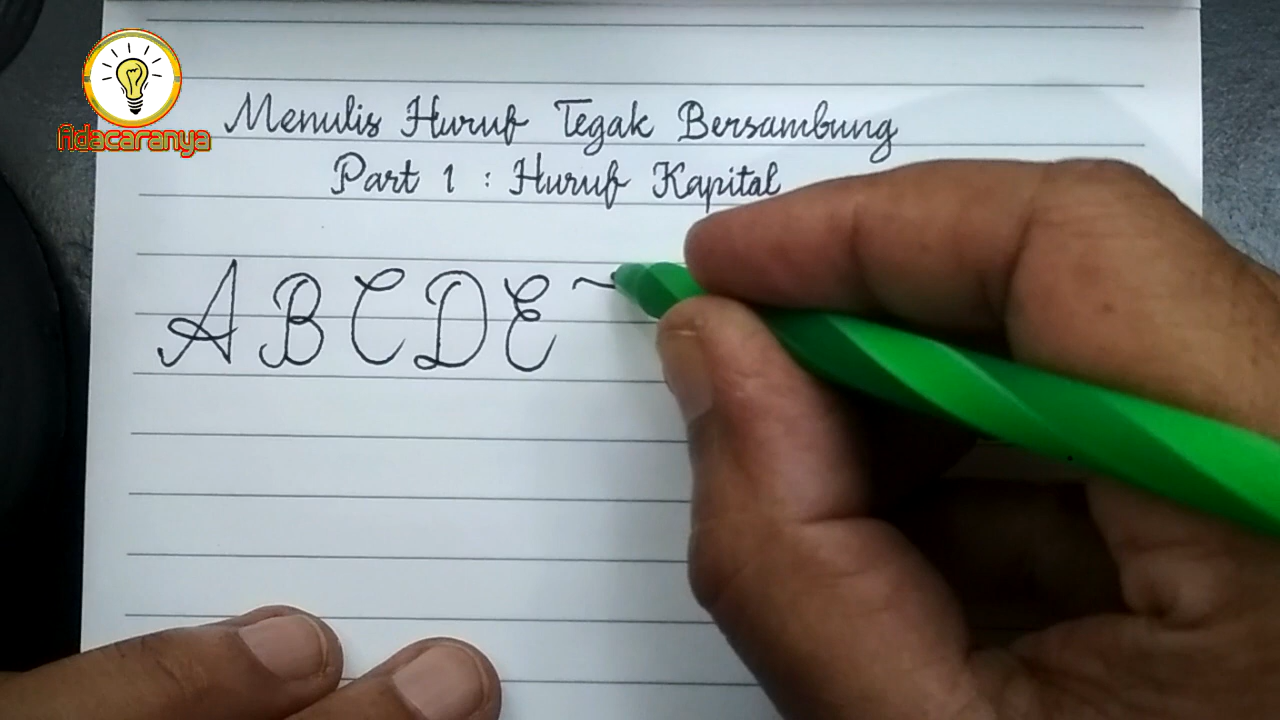 Adacaranya
Menulis Huruf Tegak Bersambung
Part 1 : Huruf Kapital
A B C D E